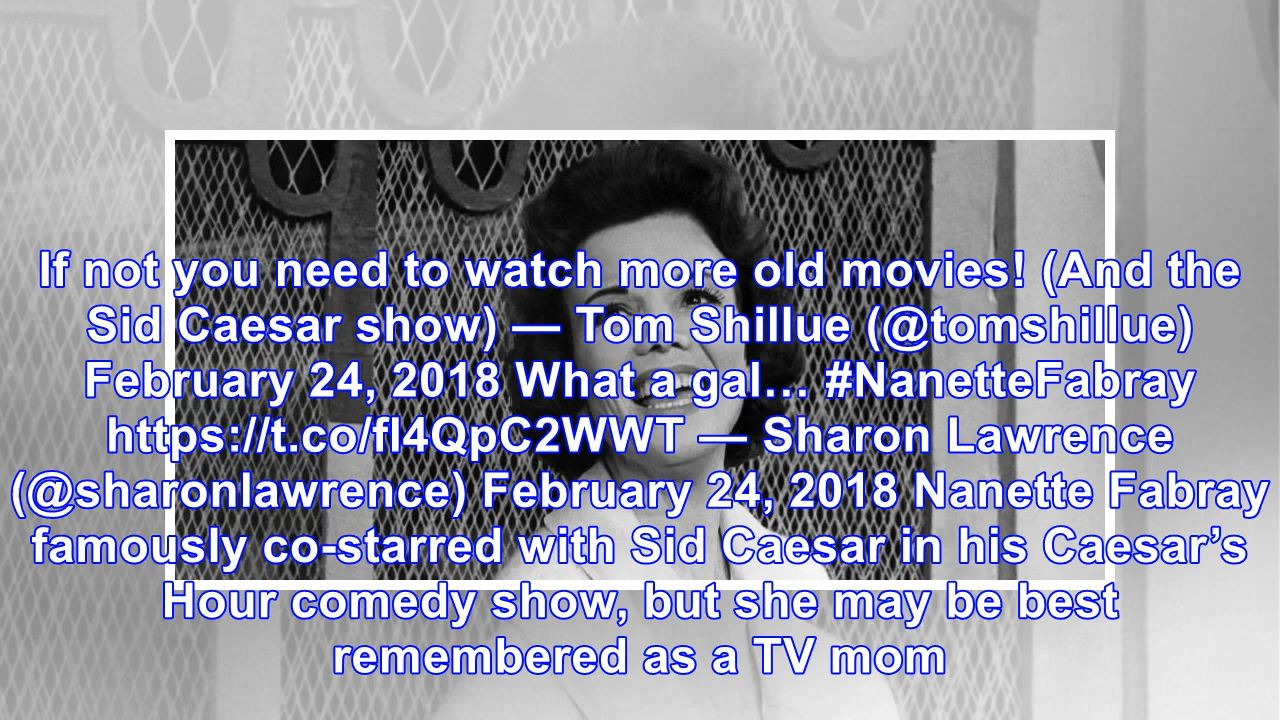 If not you need to watch more old movies! (And the
Sid Caesar show) — Tom Shillue (@tomshillue)
February 24, 2018 What a gal… #NanetteFabray
https://t.co/fI4QpC2WWT — Sharon Lawrence
(@sharonlawrence) February 24, 2018 Nanette Fabray
famously co-starred with Sid Caesar in his Caesar’s
Hour comedy show, but she may be best
remembered as a TV mom